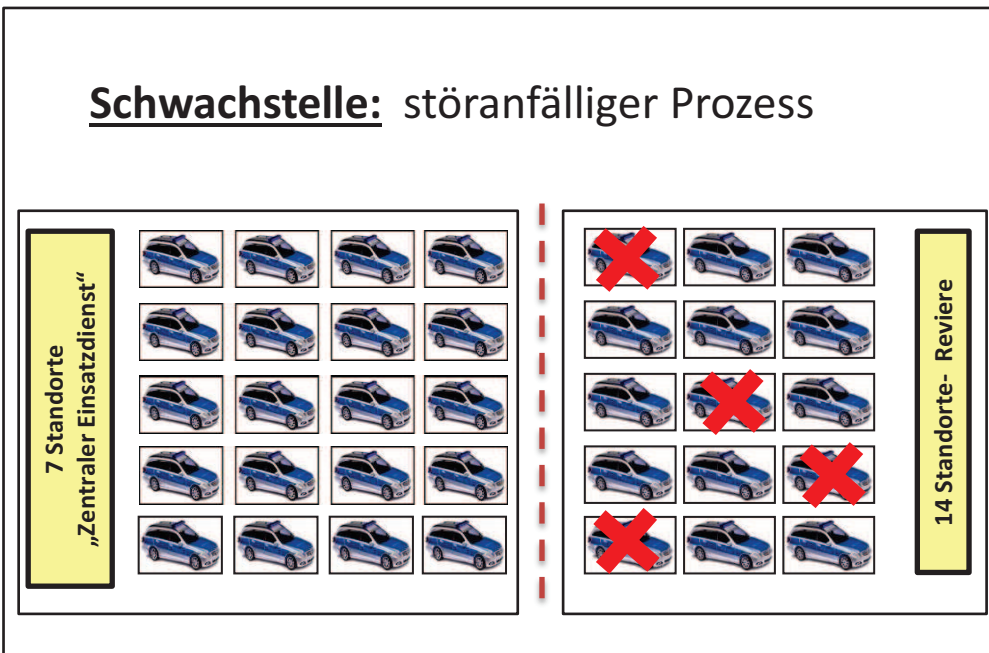 Schwachstelle: störanfälliger Prozess
7 Standorte
„Zentraler Einsatzdienst“
14 Standorte- Reviere